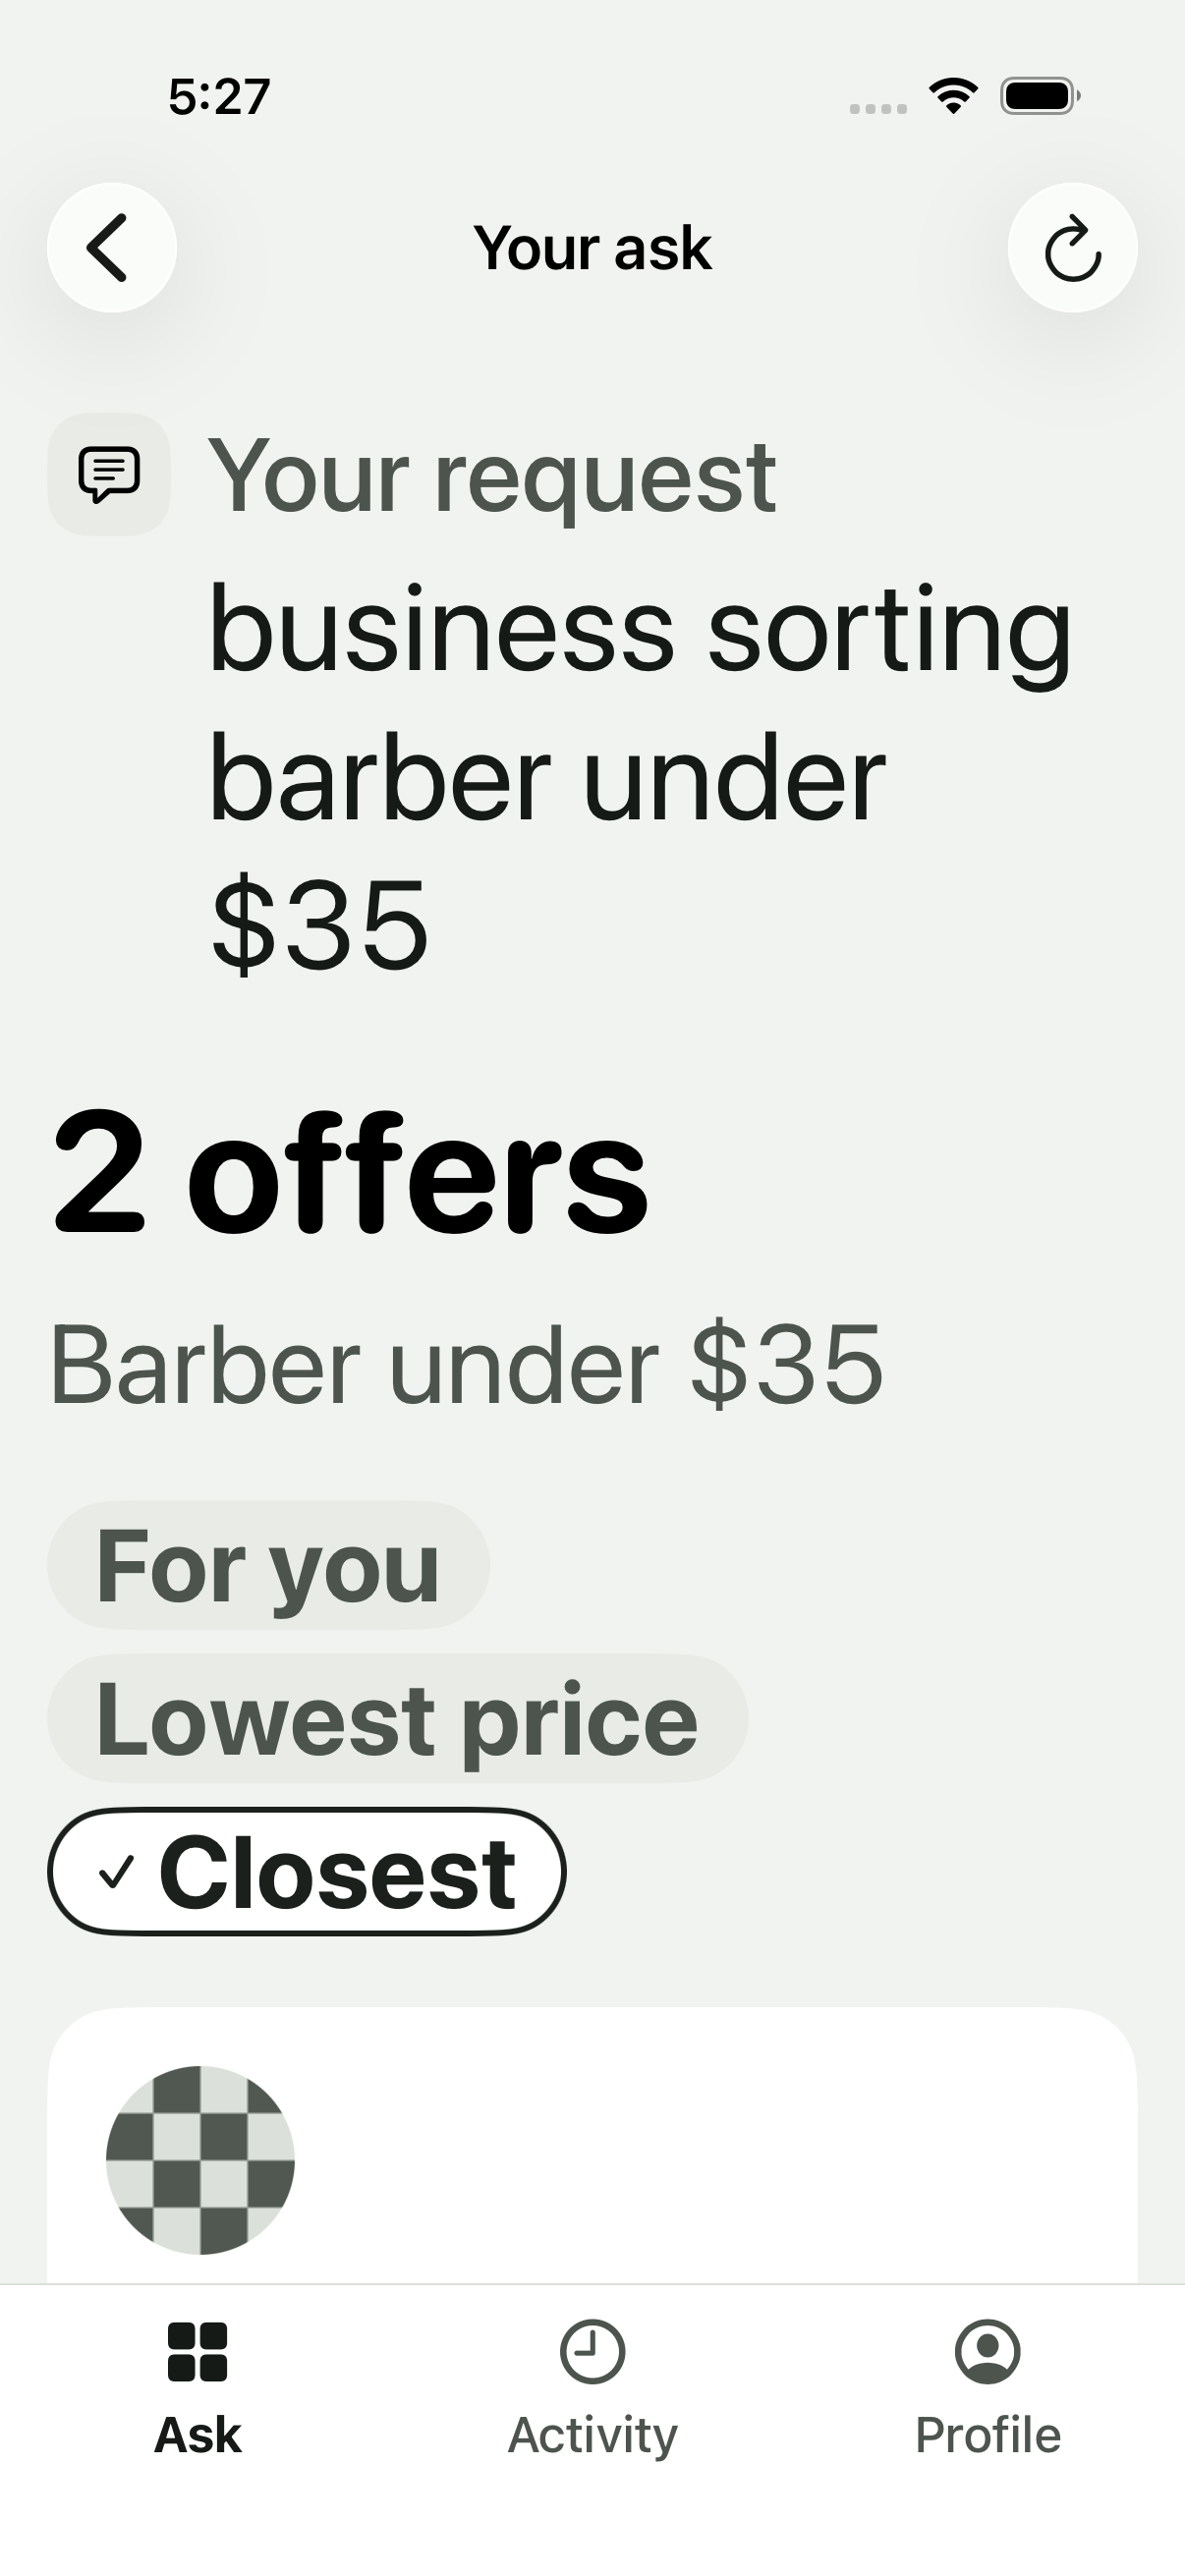 5:27
Your ask
Your request
business sorting
barber under
$35
2 offers
Barber under $35
For you
Lowest price
Closest
Ask
Activity
Profile